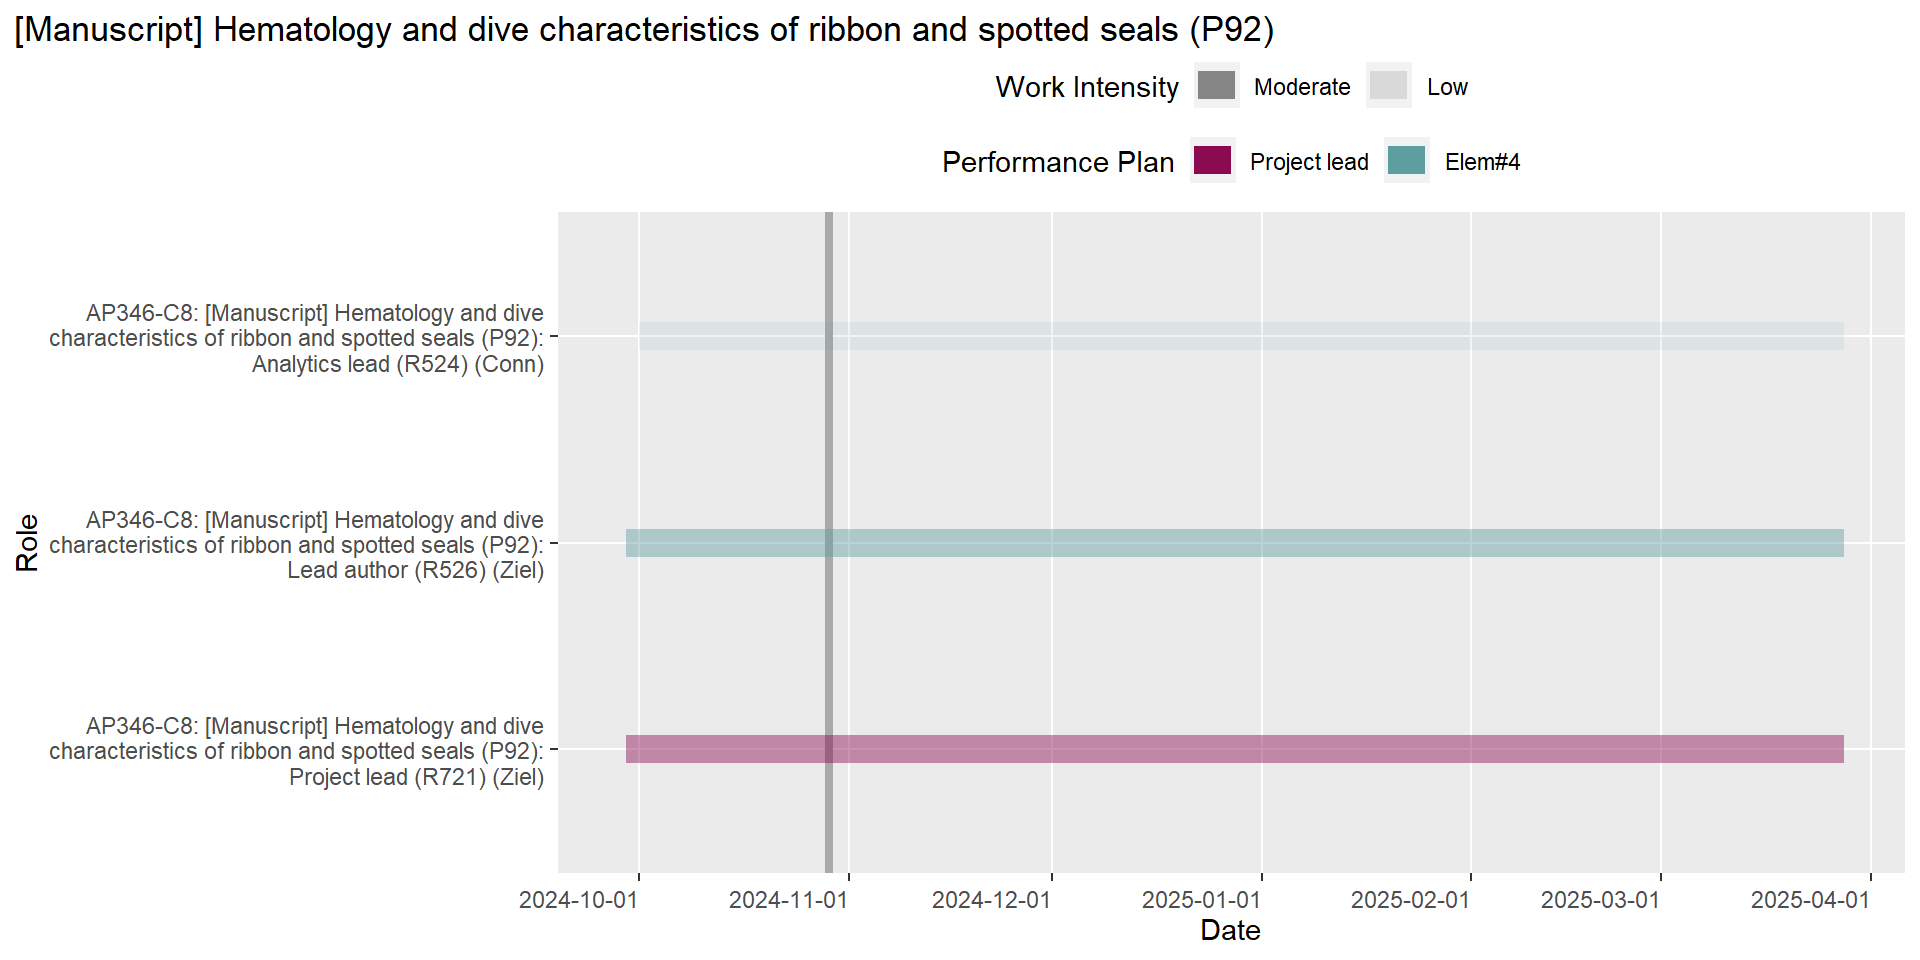 [Manuscript] Hematology and dive characteristics of ribbon and spotted seals (P92)
Work Intensity Moderate Low
Performance Plan Project lead Elem#4
AP346-C8: [Manuscript] Hematology and dive
characteristics of ribbon and spotted seals (P92):
Analytics lead (R524) (Conn)
Role
AP346-C8: [Manuscript] Hematology and dive
characteristics of ribbon and spotted seals (P92):
Lead author (R526) (Ziel)
AP346-C8: [Manuscript] Hematology and dive
characteristics of ribbon and spotted seals (P92):
Project lead (R721) (Ziel)
2024-10-01 2024-11-01 2024-12-01 2025-01-01 2025-02-01 2025-03-01 2025-04-01
Date